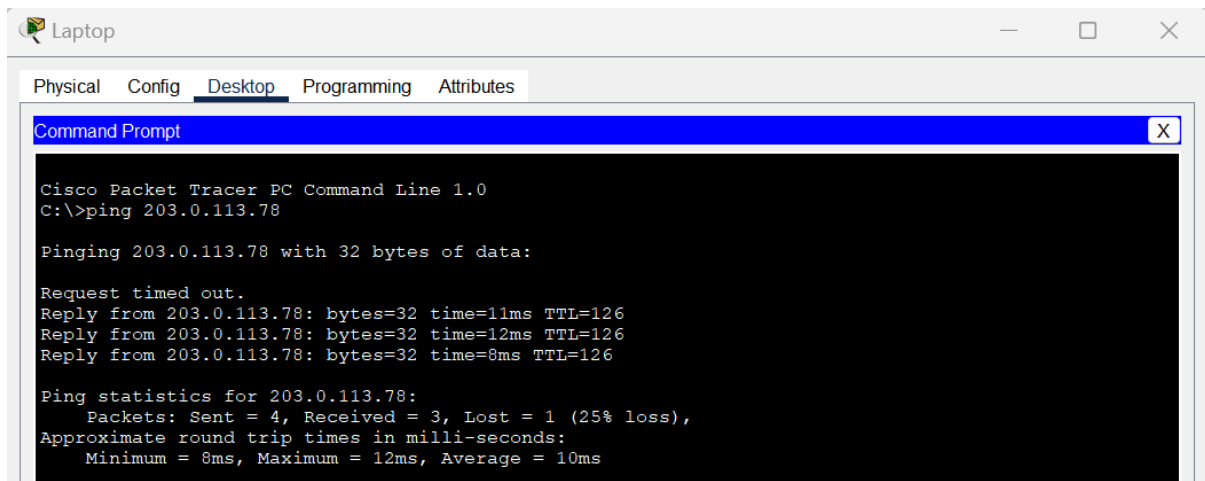 Laptop
Physical Config Desktop Programming Attributes
Command Prompt
X
Cisco Packet Tracer PC Command Line 1.0
C:\>ping 203.0.113.78
Pinging 203.0.113.78 with 32 bytes of data:
Request timed out.
Reply from 203.0.113.78: bytes=32 time=11ms TTL=126
Reply from 203.0.113.78: bytes=32 time=12ms TTL=126
Reply from 203.0.113.78: bytes=32 time=8ms TTL=126
Ping statistics for 203.0.113.78:
Packets: Sent = 4, Received = 3, Lost = 1 (25% loss),
Approximate round trip times in milli-seconds:
Minimum = 8ms, Maximum = 12ms, Average = 10ms